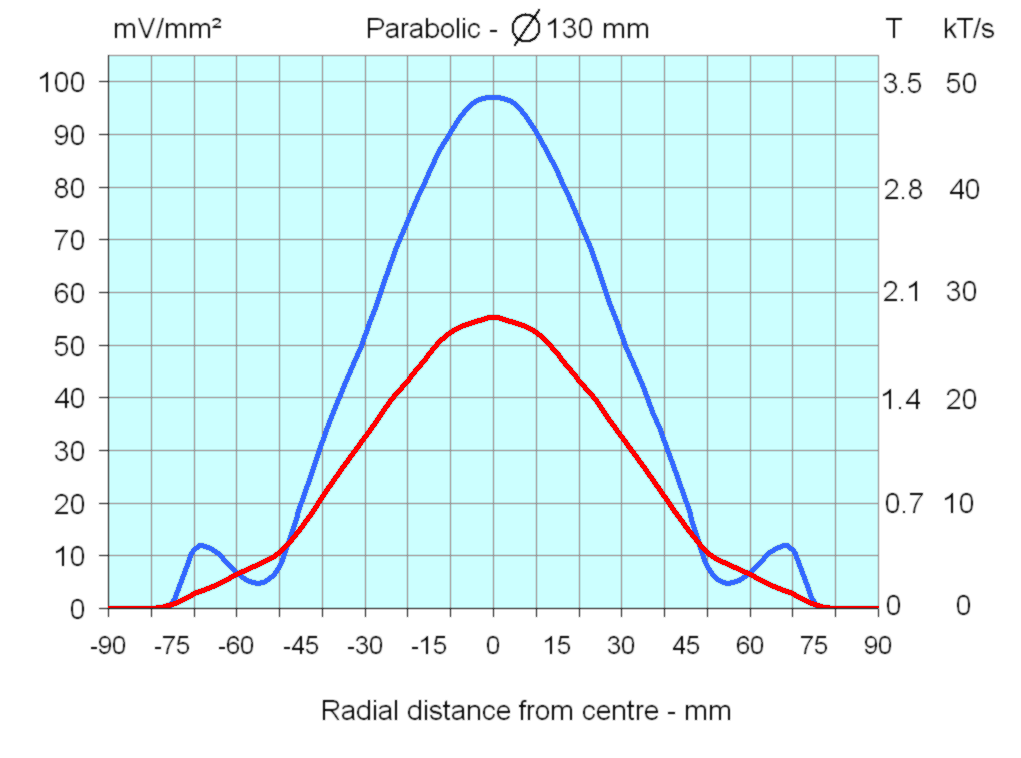 mV/mm² Parabolic - ∅ 130 mm T kT/s
100 3.5 50
90
80 2.8 40
70
60 2.1 30
50
40 1.4 20
30
20 0.7 10
10
0 0 0
-90 -75 -60 -45 -30 -15 0 15 30 45 60 75 90
Radial distance from centre - mm